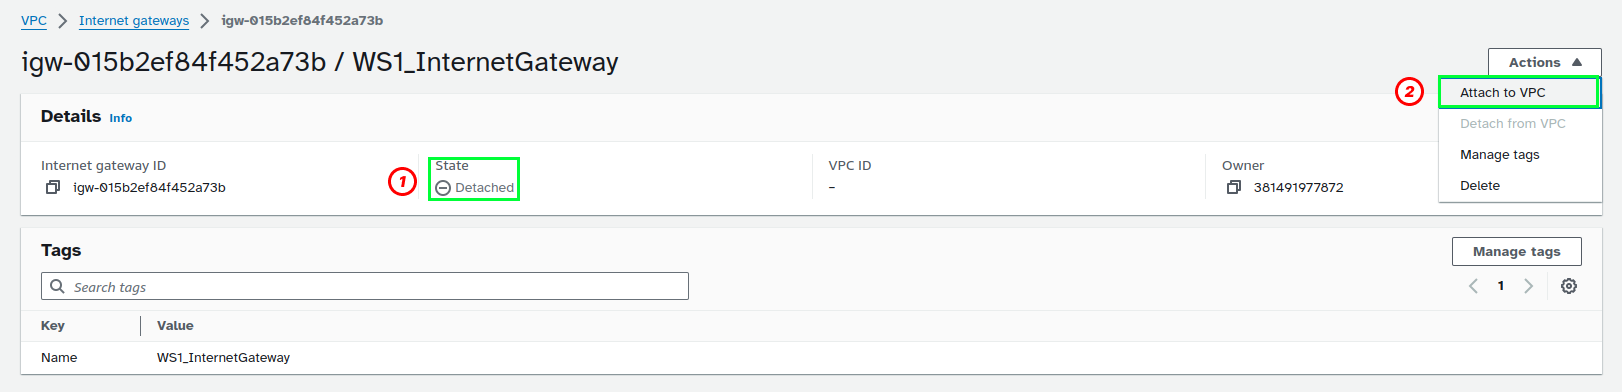 VPC > Internet gateways > igw-015b2ef84f452a73b
igw-015b2ef84f452a73b / WS1_InternetGateway
Actions
2
Attach to VPC
Detach from VPC
Manage tags
Delete
Details Info
Internet gateway ID
igw-015b2ef84f452a73b
1
State
Detached
VPC ID
–
Owner
381491977872
Tags
Manage tags
Search tags
1
Key Value
Name WS1_InternetGateway